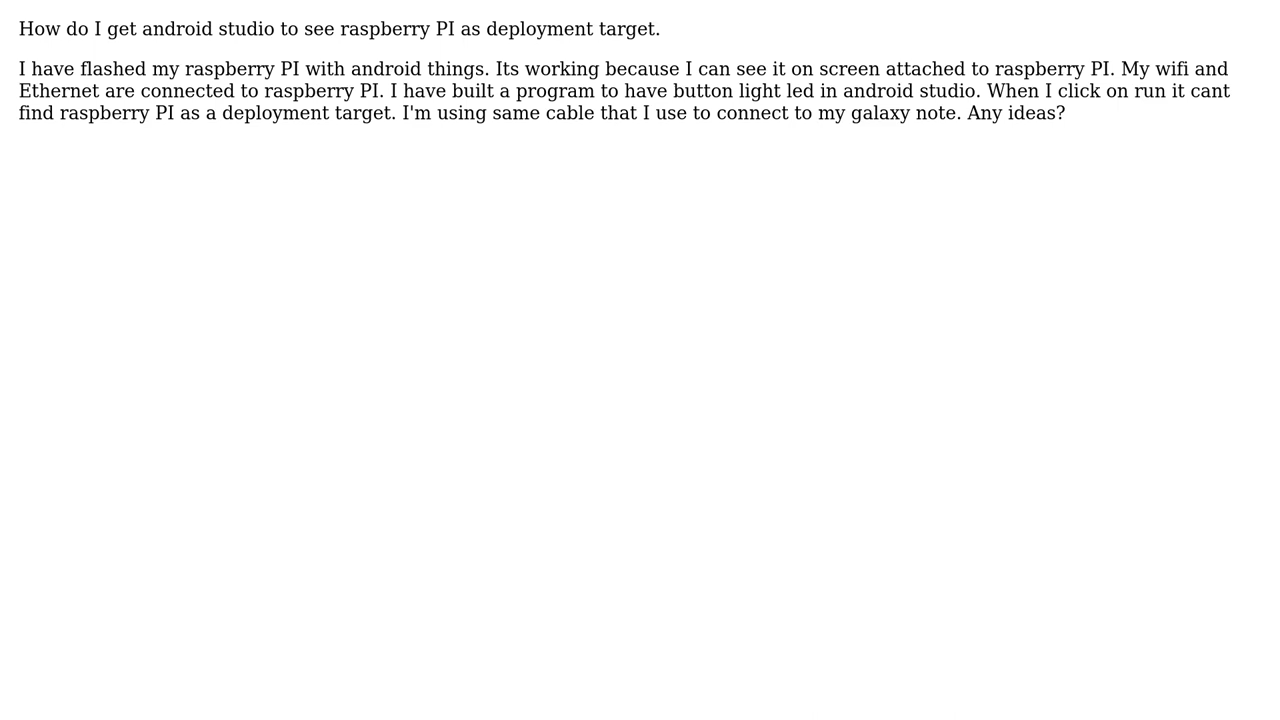 How do I get android studio to see raspberry PI as deployment target.
I have flashed my raspberry PI with android things. Its working because I can see it on screen attached to raspberry PI. My wifi and
Ethernet are connected to raspberry PI. I have built a program to have button light led in android studio. When I click on run it cant
find raspberry PI as a deployment target. I'm using same cable that I use to connect to my galaxy note. Any ideas?